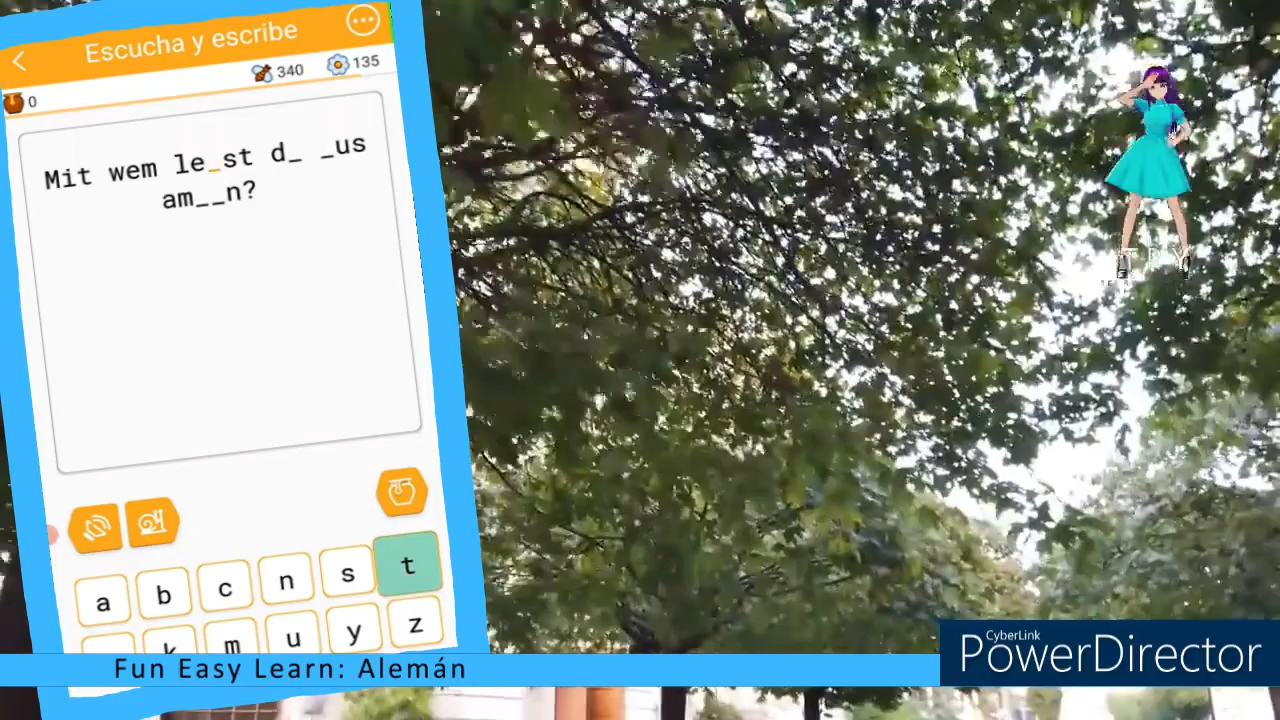 Escucha y escribe
340
135
0
Mit wem le_st d_ _us
am__n?
a b c n s t
k m u y z
Fun Easy Learn: Alemán
CyberLink
PowerDirector